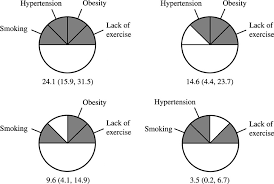 Hypertension Obesity
Smoking Lack of
exercise
24.1 (15.9, 31.5)
Hypertension Obesity
Lack of
exercise
14.6 (4.4, 23.7)
Obesity
Smoking Lack of
exercise
9.6 (4.1, 14.9)
Hypertension
Smoking Lack of
exercise
3.5 (0.2, 6.7)